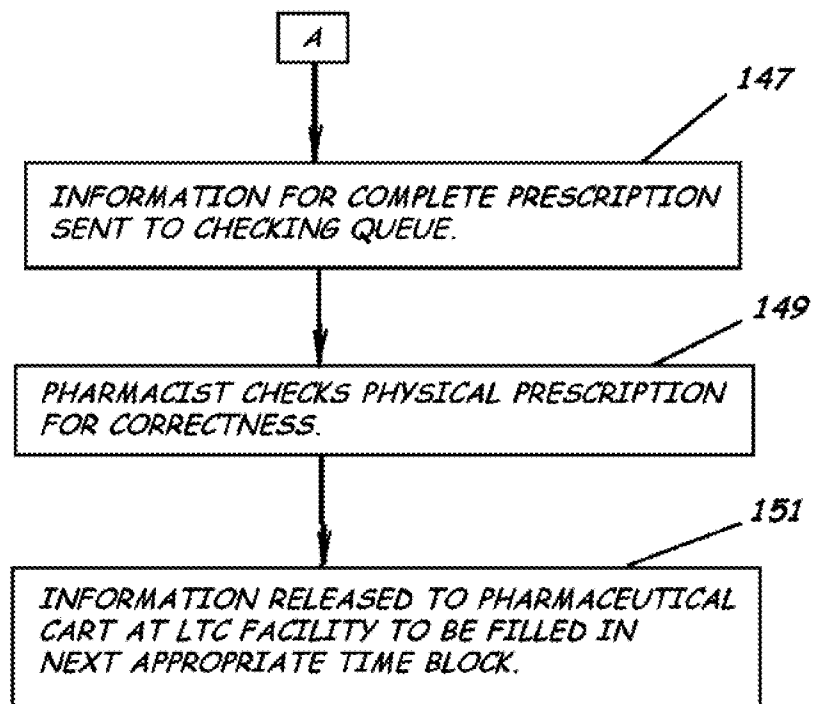 A
147
INFORMATION FOR COMPLETE PRESCRIPTION
SENT TO CHECKING QUEUE.
149
PHARMACIST CHECKS PHYSICAL PRESCRIPTION
FOR CORRECTNESS.
151
INFORMATION RELEASED TO PHARMACEUTICAL
CART AT LTC FACILITY TO BE FILLED IN
NEXT APPROPRIATE TIME BLOCK.